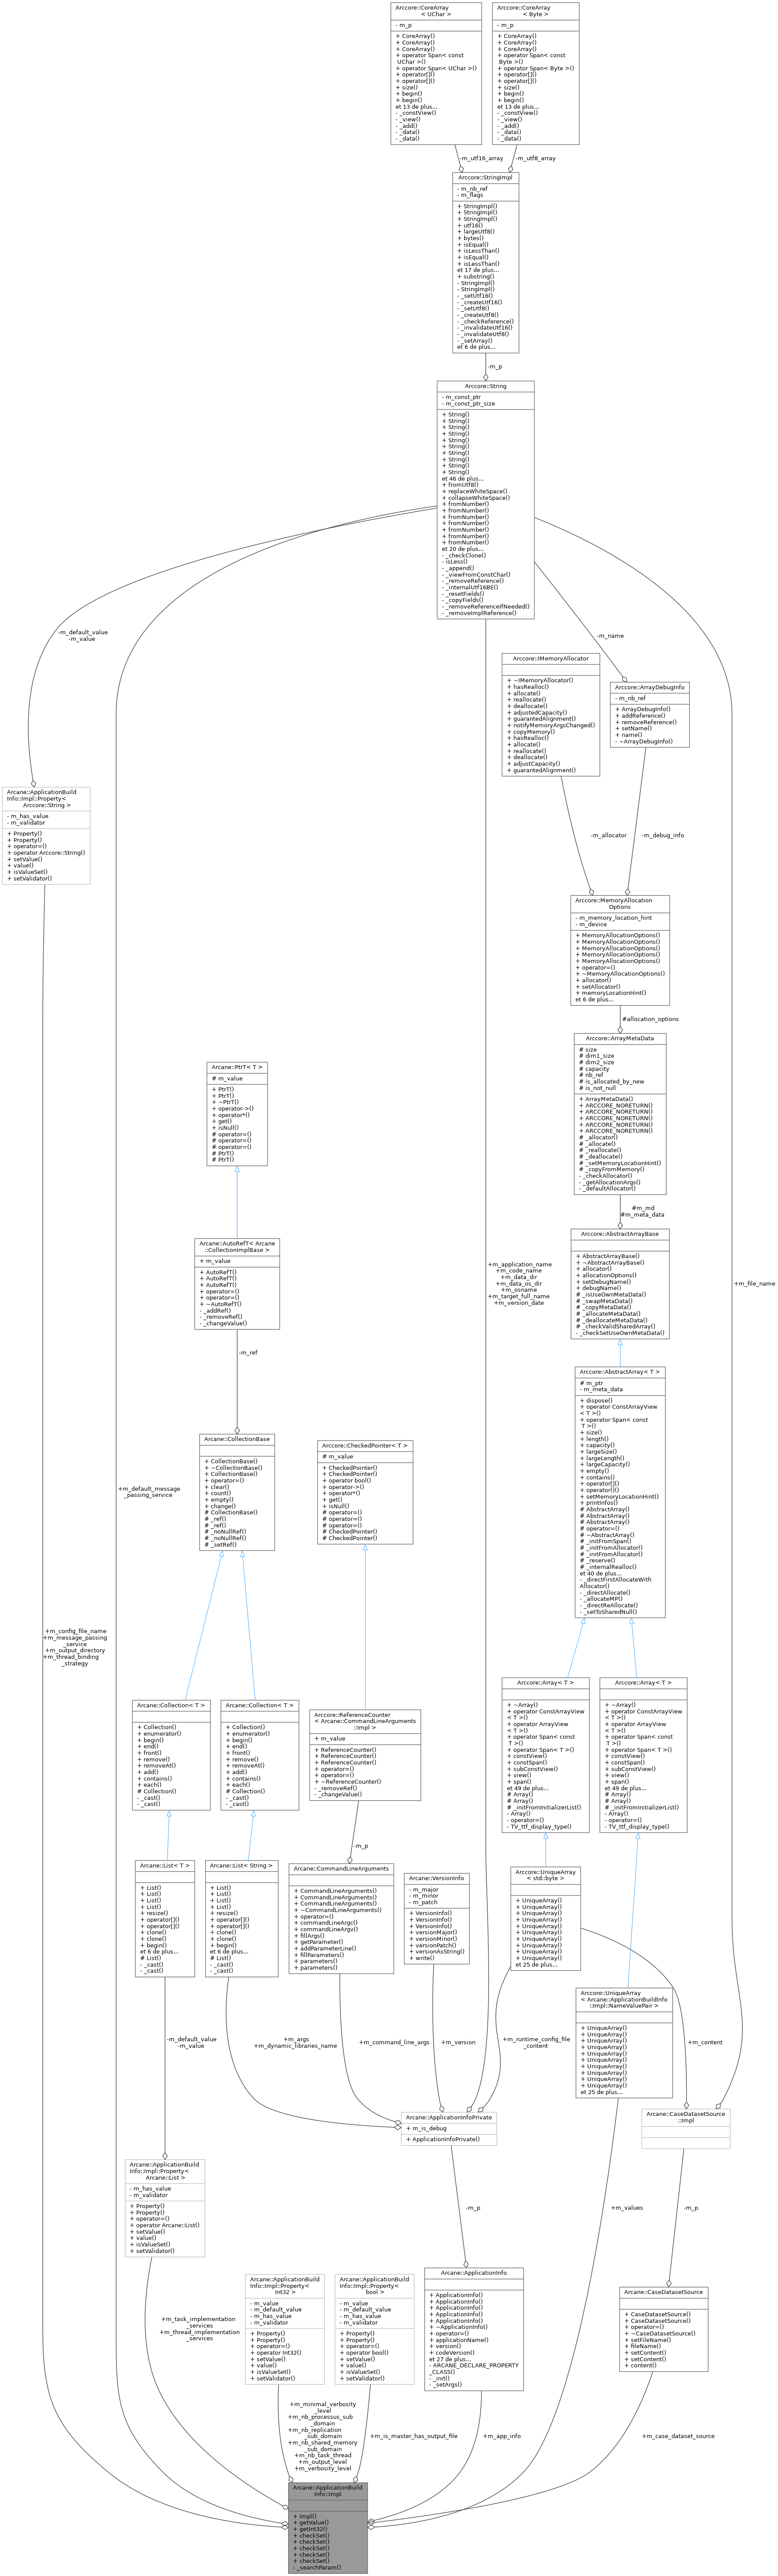 Arccore::CoreArray
< UChar >
- m_p
+ CoreArray()
+ CoreArray()
+ CoreArray()
+ operator Span< const
UChar >()
+ operator Span< UChar >()
+ operator[]()
+ operator[]()
+ size()
+ begin()
+ begin()
et 13 de plus...
- _constView()
- _view()
- _add()
- _data()
- _data()
Arccore::CoreArray
< Byte >
- m_p
+ CoreArray()
+ CoreArray()
+ CoreArray()
+ operator Span< const
Byte >()
+ operator Span< Byte >()
+ operator[]()
+ operator[]()
+ size()
+ begin()
+ begin()
et 13 de plus...
- _constView()
- _view()
- _add()
- _data()
- _data()
-m_utf16_array
-m_utf8_array
Arccore::StringImpl
- m_nb_ref
- m_flags
+ StringImpl()
+ StringImpl()
+ StringImpl()
+ utf16()
+ largeUtf8()
+ bytes()
+ isEqual()
+ isLessThan()
+ isEqual()
+ isLessThan()
et 17 de plus...
+ substring()
- StringImpl()
- StringImpl()
- _setUtf16()
- _createUtf16()
- _setUtf8()
- _createUtf8()
- _checkReference()
- _invalidateUtf16()
- _invalidateUtf8()
- _setArray()
et 6 de plus...
-m_p
Arccore::String
- m_const_ptr
- m_const_ptr_size
+ String()
+ String()
+ String()
+ String()
+ String()
+ String()
+ String()
+ String()
+ String()
+ String()
et 46 de plus...
+ fromUtf8()
+ replaceWhiteSpace()
+ collapseWhiteSpace()
+ fromNumber()
+ fromNumber()
+ fromNumber()
+ fromNumber()
+ fromNumber()
+ fromNumber()
+ fromNumber()
et 20 de plus...
- _checkClone()
- isLess()
- _append()
- _viewFromConstChar()
- _removeReference()
- _internalUtf16BE()
- _resetFields()
- _copyFields()
- _removeReferenceIfNeeded()
- _removeImplReference()
-m_default_value
-m_value
-m_name
Arccore::IMemoryAllocator
+ ~IMemoryAllocator()
+ hasRealloc()
+ allocate()
+ reallocate()
+ deallocate()
+ adjustedCapacity()
+ guarantedAlignment()
+ notifyMemoryArgsChanged()
+ copyMemory()
+ hasRealloc()
+ allocate()
+ reallocate()
+ deallocate()
+ adjustCapacity()
+ guarantedAlignment()
Arccore::ArrayDebugInfo
- m_nb_ref
+ ArrayDebugInfo()
+ addReference()
+ removeReference()
+ setName()
+ name()
- ~ArrayDebugInfo()
Arcane::ApplicationBuild
Info::Impl::Property<
Arccore::String >
- m_has_value
- m_validator
+ Property()
+ Property()
+ operator=()
+ operator Arccore::String()
+ setValue()
+ value()
+ isValueSet()
+ setValidator()
-m_allocator
-m_debug_info
Arccore::MemoryAllocation
Options
- m_memory_location_hint
- m_device
+ MemoryAllocationOptions()
+ MemoryAllocationOptions()
+ MemoryAllocationOptions()
+ MemoryAllocationOptions()
+ MemoryAllocationOptions()
+ operator=()
+ ~MemoryAllocationOptions()
+ allocator()
+ setAllocator()
+ memoryLocationHint()
et 6 de plus...
#allocation_options
Arccore::ArrayMetaData
# size
# dim1_size
# dim2_size
# capacity
# nb_ref
# is_allocated_by_new
# is_not_null
+ ArrayMetaData()
+ ARCCORE_NORETURN()
+ ARCCORE_NORETURN()
+ ARCCORE_NORETURN()
+ ARCCORE_NORETURN()
+ ARCCORE_NORETURN()
# _allocator()
# _allocate()
# _reallocate()
# _deallocate()
# _setMemoryLocationHint()
# _copyFromMemory()
- _checkAllocator()
- _getAllocationArgs()
- _defaultAllocator()
Arcane::PtrT< T >
# m_value
+ PtrT()
+ PtrT()
+ ~PtrT()
+ operator->()
+ operator*()
+ get()
+ isNull()
# operator=()
# operator=()
# operator=()
# PtrT()
# PtrT()
#m_md
#m_meta_data
Arcane::AutoRefT< Arcane
::CollectionImplBase >
+ m_value
+ AutoRefT()
+ AutoRefT()
+ AutoRefT()
+ operator=()
+ operator=()
+ ~AutoRefT()
- _addRef()
- _removeRef()
- _changeValue()
Arccore::AbstractArrayBase
+ AbstractArrayBase()
+ ~AbstractArrayBase()
+ allocator()
+ allocationOptions()
+ setDebugName()
+ debugName()
# _isUseOwnMetaData()
# _swapMetaData()
# _copyMetaData()
# _allocateMetaData()
# _deallocateMetaData()
# _checkValidSharedArray()
- _checkSetUseOwnMetaData()
+m_application_name
+m_code_name
+m_data_dir
+m_data_os_dir
+m_osname
+m_target_full_name
+m_version_date
+m_file_name
-m_ref
Arccore::AbstractArray< T >
# m_ptr
- m_meta_data
+ dispose()
+ operator ConstArrayView
< T >()
+ operator Span< const
T >()
+ size()
+ length()
+ capacity()
+ largeSize()
+ largeLength()
+ largeCapacity()
+ empty()
+ contains()
+ operator[]()
+ operator()()
+ setMemoryLocationHint()
+ printInfos()
# AbstractArray()
# AbstractArray()
# AbstractArray()
# operator=()
# ~AbstractArray()
# _initFromSpan()
# _initFromAllocator()
# _initFromAllocator()
# _reserve()
# _internalRealloc()
et 40 de plus...
- _directFirstAllocateWith
Allocator()
- _directAllocate()
- _allocateMP()
- _directReAllocate()
- _setToSharedNull()
Arcane::CollectionBase
+ CollectionBase()
+ ~CollectionBase()
+ CollectionBase()
+ operator=()
+ clear()
+ count()
+ empty()
+ change()
# CollectionBase()
# _ref()
# _ref()
# _noNullRef()
# _noNullRef()
# _setRef()
Arccore::CheckedPointer< T >
# m_value
+ CheckedPointer()
+ CheckedPointer()
+ operator bool()
+ operator->()
+ operator*()
+ get()
+ isNull()
# operator=()
# operator=()
# operator=()
# CheckedPointer()
# CheckedPointer()
+m_default_message
_passing_service
+m_config_file_name
+m_message_passing
_service
+m_output_directory
+m_thread_binding
_strategy
Arcane::Collection< T >
+ Collection()
+ enumerator()
+ begin()
+ end()
+ front()
+ remove()
+ removeAt()
+ add()
+ contains()
+ each()
# Collection()
- _cast()
- _cast()
Arcane::Collection< T >
+ Collection()
+ enumerator()
+ begin()
+ end()
+ front()
+ remove()
+ removeAt()
+ add()
+ contains()
+ each()
# Collection()
- _cast()
- _cast()
Arccore::ReferenceCounter
< Arcane::CommandLineArguments
::Impl >
+ m_value
+ ReferenceCounter()
+ ReferenceCounter()
+ ReferenceCounter()
+ operator=()
+ operator=()
+ ~ReferenceCounter()
- _removeRef()
- _changeValue()
Arccore::Array< T >
+ ~Array()
+ operator ConstArrayView
< T >()
+ operator ArrayView
< T >()
+ operator Span< const
T >()
+ operator Span< T >()
+ constView()
+ constSpan()
+ subConstView()
+ view()
+ span()
et 49 de plus...
# Array()
# Array()
# _initFromInitializerList()
- Array()
- operator=()
- TV_ttf_display_type()
Arccore::Array< T >
+ ~Array()
+ operator ConstArrayView
< T >()
+ operator ArrayView
< T >()
+ operator Span< const
T >()
+ operator Span< T >()
+ constView()
+ constSpan()
+ subConstView()
+ view()
+ span()
et 49 de plus...
# Array()
# Array()
# _initFromInitializerList()
- Array()
- operator=()
- TV_ttf_display_type()
-m_p
Arcane::List< T >
+ List()
+ List()
+ List()
+ List()
+ resize()
+ operator[]()
+ operator[]()
+ clone()
+ clone()
+ begin()
et 6 de plus...
# List()
- _cast()
- _cast()
Arcane::List< String >
+ List()
+ List()
+ List()
+ List()
+ resize()
+ operator[]()
+ operator[]()
+ clone()
+ clone()
+ begin()
et 6 de plus...
# List()
- _cast()
- _cast()
Arcane::CommandLineArguments
+ CommandLineArguments()
+ CommandLineArguments()
+ CommandLineArguments()
+ ~CommandLineArguments()
+ operator=()
+ commandLineArgc()
+ commandLineArgv()
+ fillArgs()
+ getParameter()
+ addParameterLine()
+ fillParameters()
+ parameters()
+ parameters()
Arcane::VersionInfo
- m_major
- m_minor
- m_patch
+ VersionInfo()
+ VersionInfo()
+ VersionInfo()
+ versionMajor()
+ versionMinor()
+ versionPatch()
+ versionAsString()
+ write()
Arccore::UniqueArray
< std::byte >
+ UniqueArray()
+ UniqueArray()
+ UniqueArray()
+ UniqueArray()
+ UniqueArray()
+ UniqueArray()
+ UniqueArray()
+ UniqueArray()
+ UniqueArray()
+ UniqueArray()
et 25 de plus...
Arccore::UniqueArray
< Arcane::ApplicationBuildInfo
::Impl::NameValuePair >
+ UniqueArray()
+ UniqueArray()
+ UniqueArray()
+ UniqueArray()
+ UniqueArray()
+ UniqueArray()
+ UniqueArray()
+ UniqueArray()
+ UniqueArray()
+ UniqueArray()
et 25 de plus...
-m_default_value
-m_value
+m_args
+m_dynamic_libraries_name
+m_command_line_args
+m_version
+m_runtime_config_file
_content
+m_content
Arcane::ApplicationInfoPrivate
+ m_is_debug
+ ApplicationInfoPrivate()
Arcane::CaseDatasetSource
::Impl
Arcane::ApplicationBuild
Info::Impl::Property<
Arcane::List >
- m_has_value
- m_validator
+ Property()
+ Property()
+ operator=()
+ operator Arcane::List()
+ setValue()
+ value()
+ isValueSet()
+ setValidator()
-m_p
+m_values
-m_p
Arcane::ApplicationBuild
Info::Impl::Property<
Int32 >
- m_value
- m_default_value
- m_has_value
- m_validator
+ Property()
+ Property()
+ operator=()
+ operator Int32()
+ setValue()
+ value()
+ isValueSet()
+ setValidator()
Arcane::ApplicationBuild
Info::Impl::Property<
bool >
- m_value
- m_default_value
- m_has_value
- m_validator
+ Property()
+ Property()
+ operator=()
+ operator bool()
+ setValue()
+ value()
+ isValueSet()
+ setValidator()
Arcane::ApplicationInfo
+ ApplicationInfo()
+ ApplicationInfo()
+ ApplicationInfo()
+ ApplicationInfo()
+ ApplicationInfo()
+ ~ApplicationInfo()
+ operator=()
+ applicationName()
+ version()
+ codeVersion()
et 27 de plus...
- ARCANE_DECLARE_PROPERTY
_CLASS()
- _init()
- _setArgs()
Arcane::CaseDatasetSource
+ CaseDatasetSource()
+ CaseDatasetSource()
+ operator=()
+ ~CaseDatasetSource()
+ setFileName()
+ fileName()
+ setContent()
+ setContent()
+ content()
+m_task_implementation
_services
+m_thread_implementation
_services
+m_minimal_verbosity
_level
+m_nb_processus_sub
_domain
+m_nb_replication
_sub_domain
+m_nb_shared_memory
_sub_domain
+m_nb_task_thread
+m_output_level
+m_verbosity_level
+m_is_master_has_output_file
+m_app_info
+m_case_dataset_source
Arcane::ApplicationBuild
Info::Impl
+ Impl()
+ getValue()
+ getInt32()
+ checkSet()
+ checkSet()
+ checkSet()
+ checkSet()
+ checkSet()
- _searchParam()